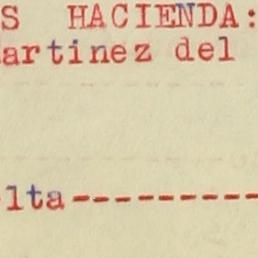 S HACIENDA:
artinez del
lta---------